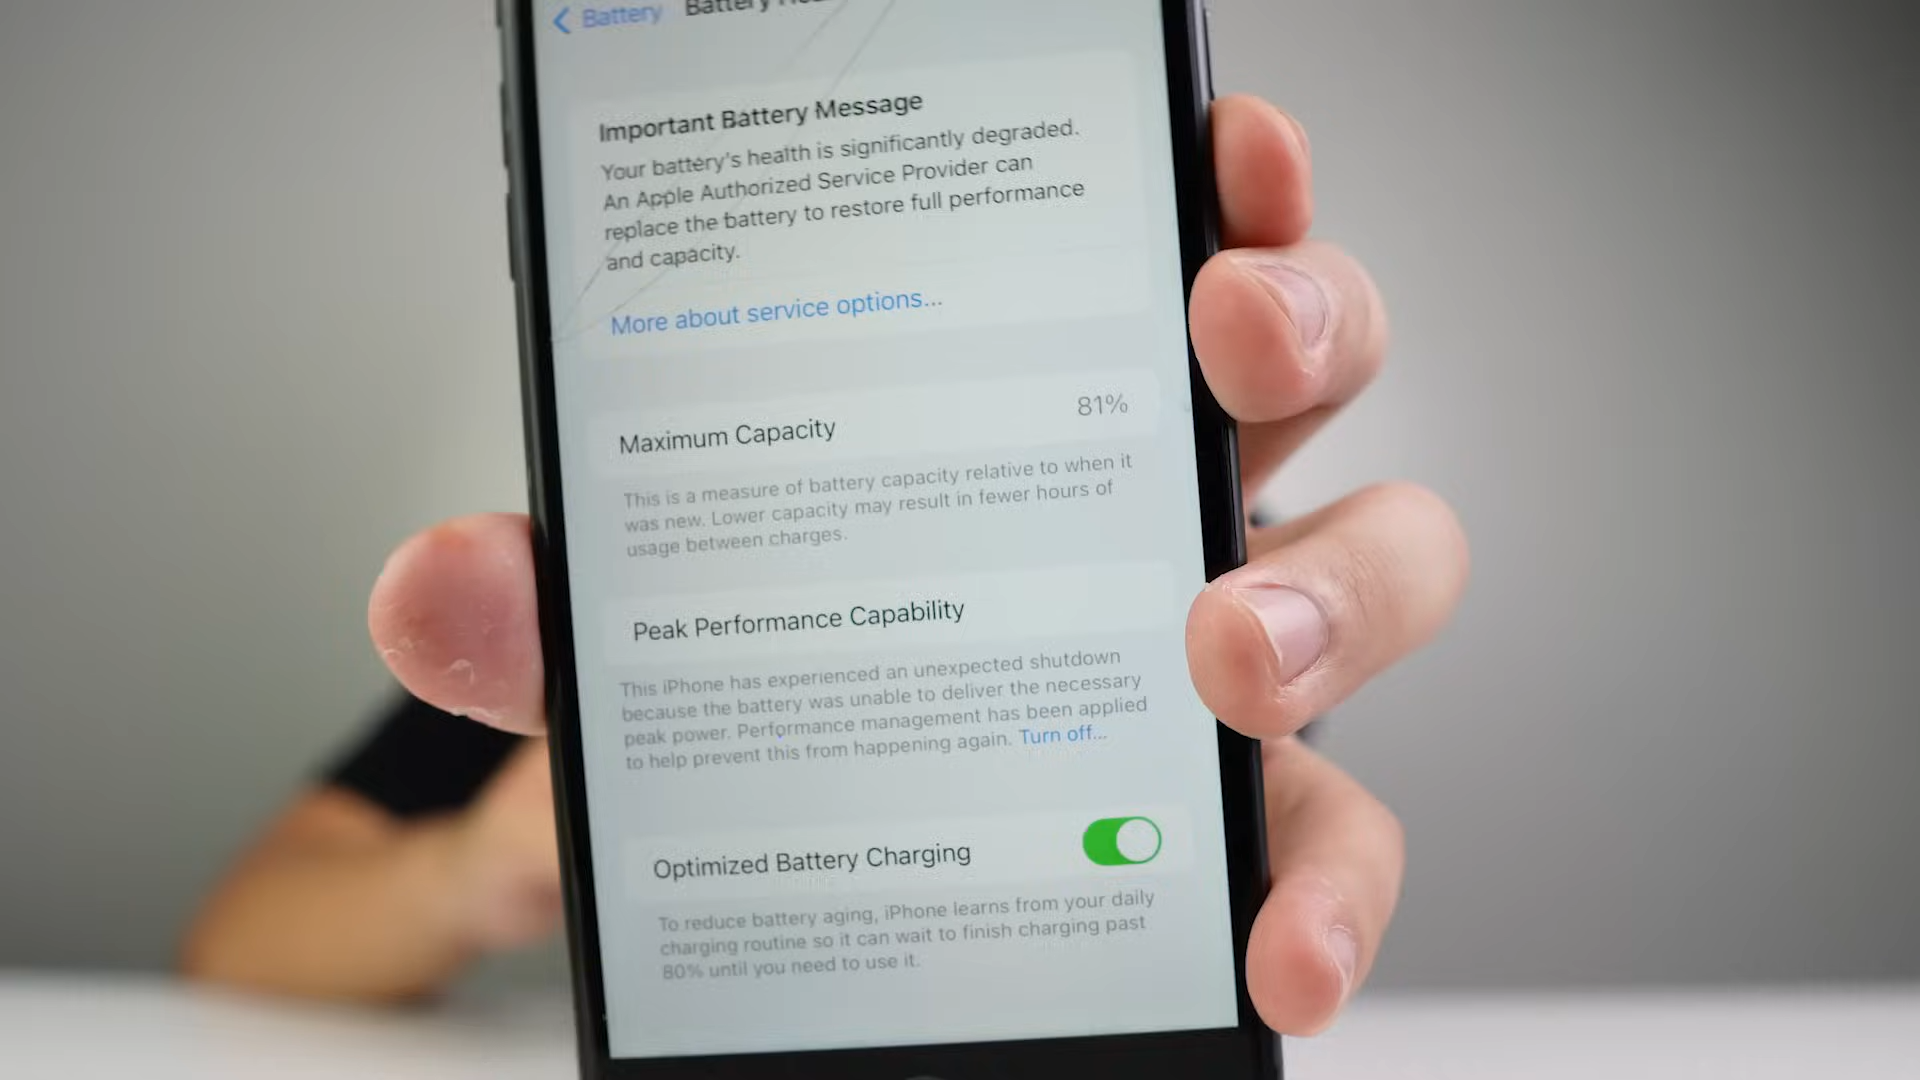 Battery Battery
Important Battery Message
Your battery's health is significantly degraded.
An Apple Authorized Service Provider can
replace the battery to restore full performance
and capacity.
More about service options...
Maximum Capacity 81%
This is a measure of battery capacity relative to when it
was new. Lower capacity may result in fewer hours of
usage between charges.
Peak Performance Capability
This iPhone has experienced an unexpected shutdown
because the battery was unable to deliver the necessary
peak power. Performance management has been applied
to help prevent this from happening again. Turn off...
Optimized Battery Charging
To reduce battery aging, iPhone learns from your daily
charging routine so it can wait to finish charging past
80% until you need to use it.